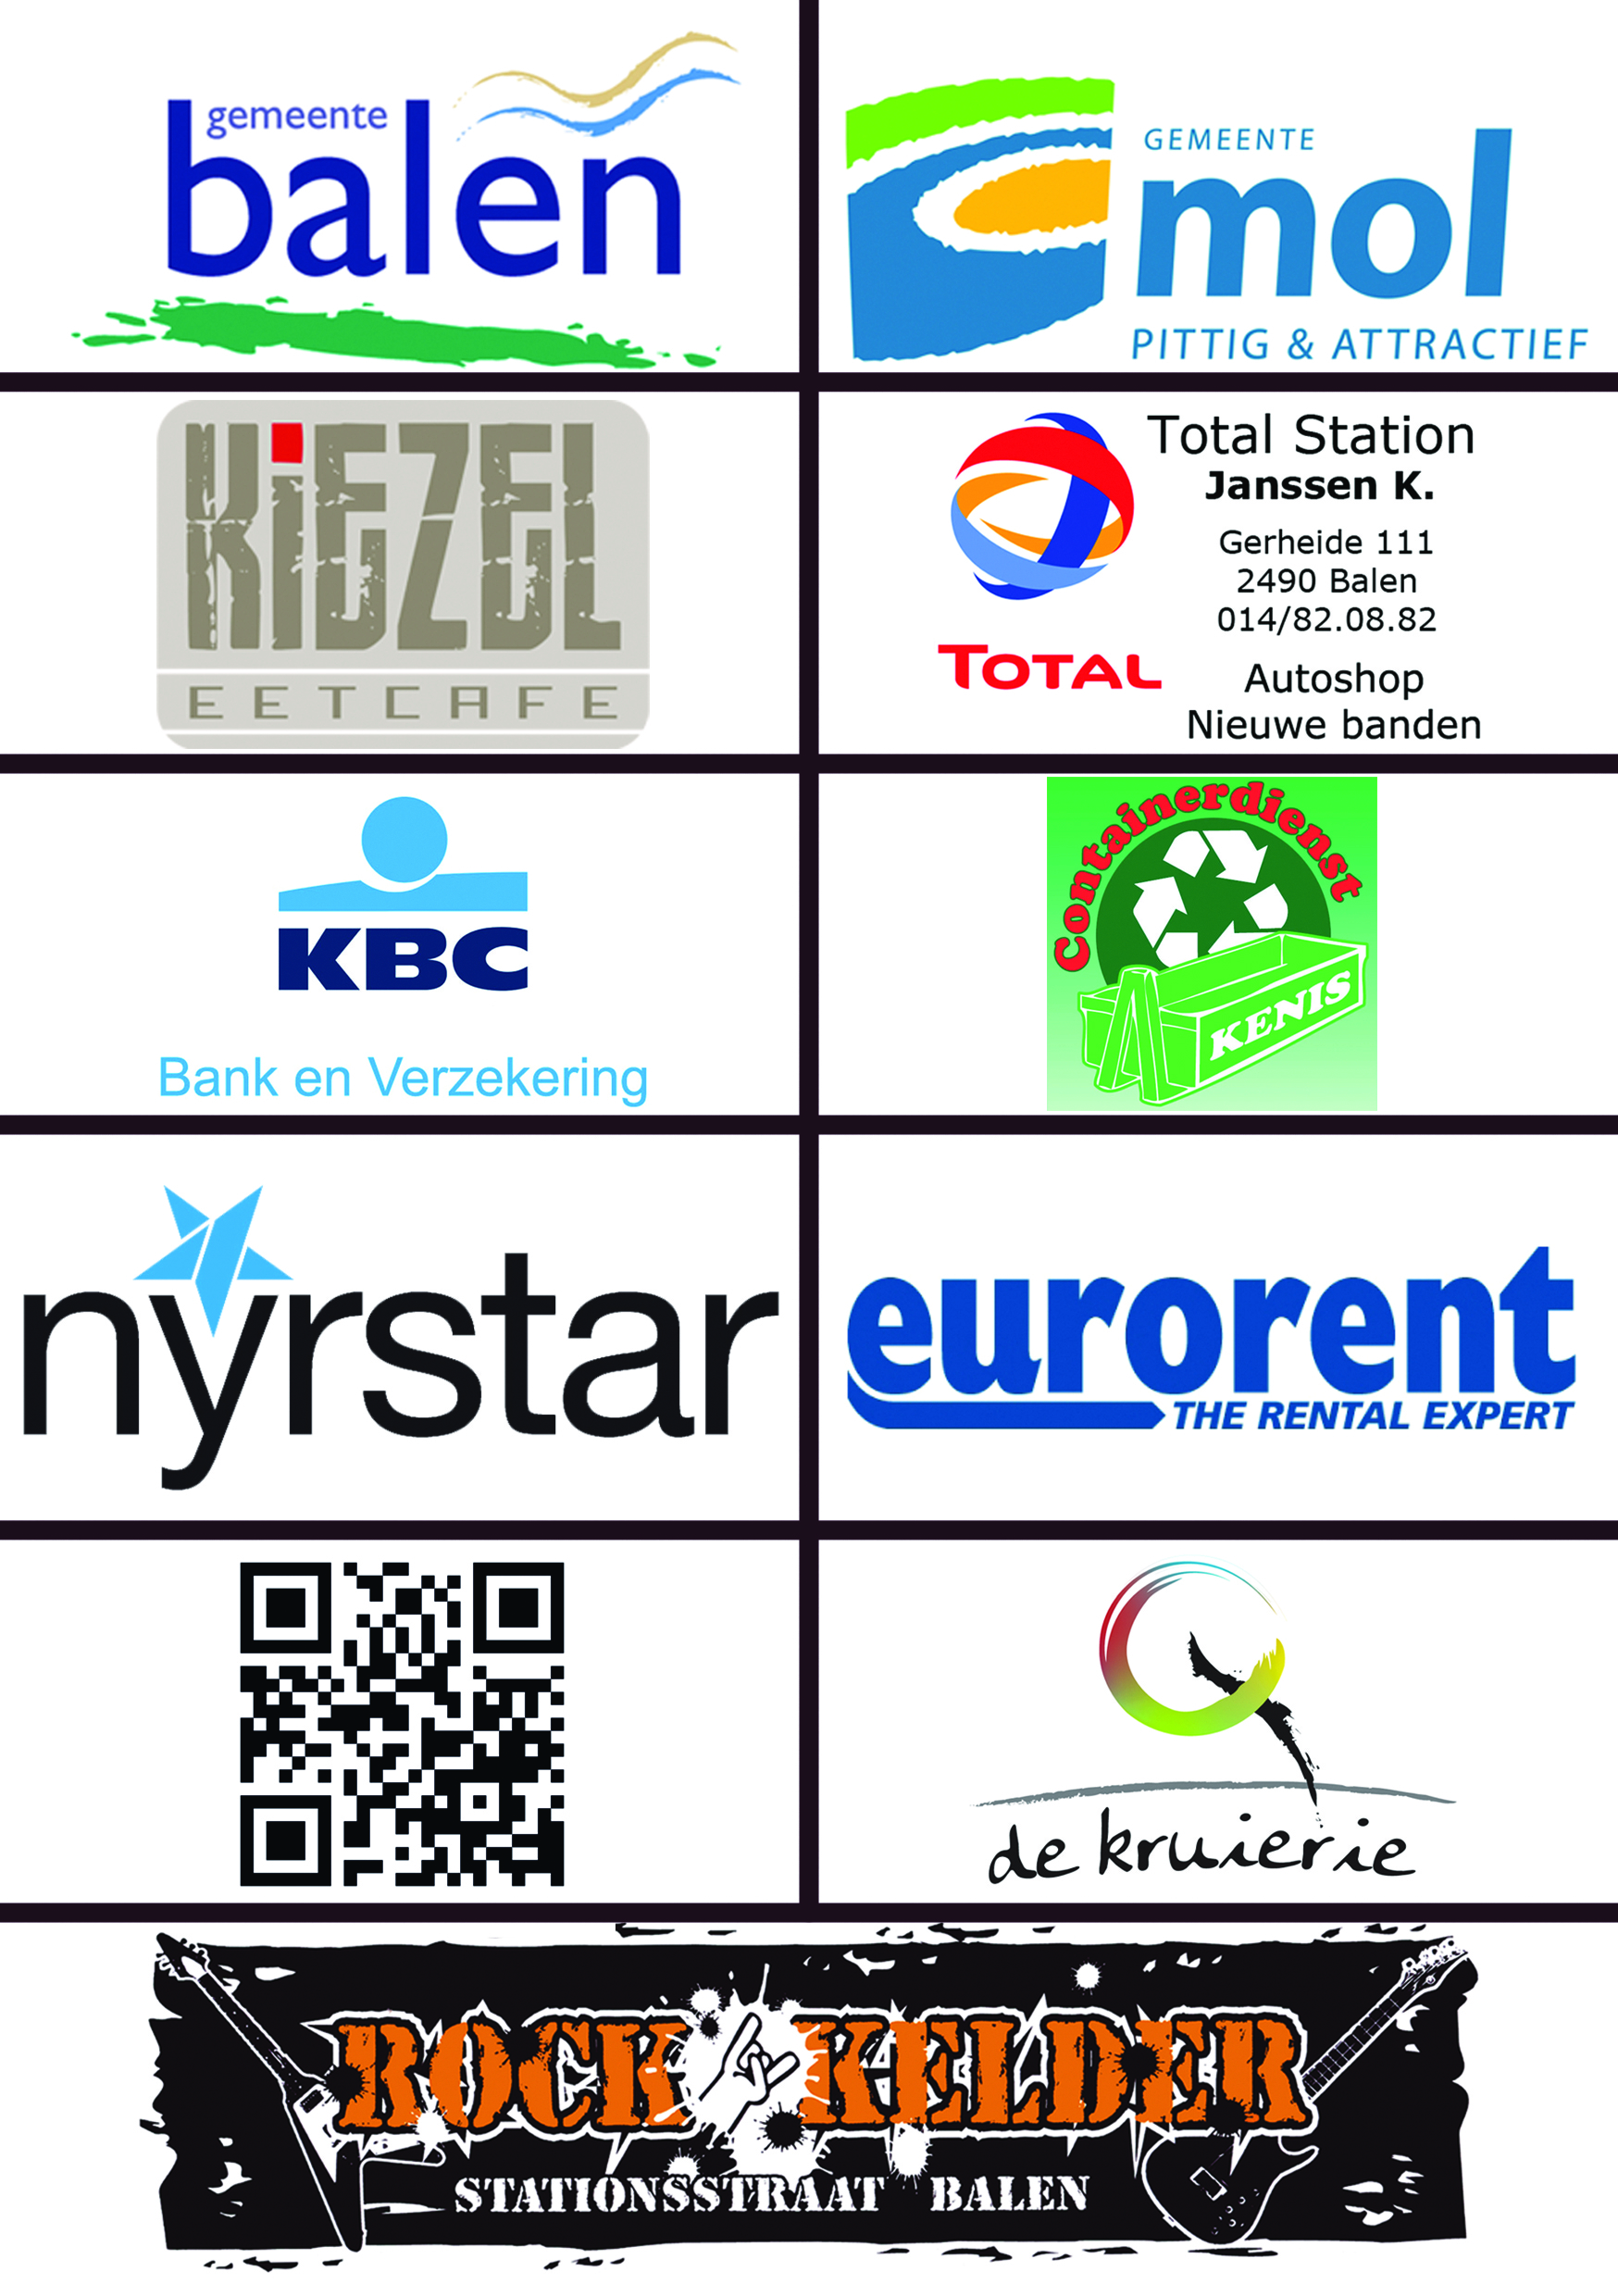 gemeente
balen
GEMEENTE
mol
PITTIG & ATTRACTIEF
KiEZEL
EETCAFE
Total Station
Janssen K.
Gerheide 111
2490 Balen
014/82.08.82
TOTAL
Autoshop
Nieuwe banden
KBC
Bank en Verzekering
Containerdienst
KENIS
nyrstar
eurorent
THE RENTAL EXPERT
de kruierie
ROCK KELDER
STATIONSSTRAAT BALEN